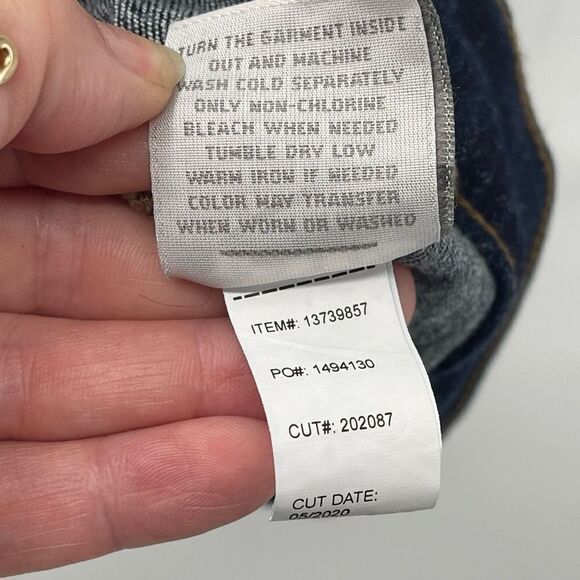 TURN THE GARMENT INSIDE
OUT AND MACHINE
WASH COLD SEPARATELY
ONLY NON-CHLORINE
BLEACH WHEN NEEDED
TUMBLE DRY LOW
WARM IRON IF NEEDED
COLOR MAY TRANSFER
WHEN WORN OR WASHED
ITEM#: 13739857
PO#: 1494130
CUT#: 202087
CUT DATE:
05/2020